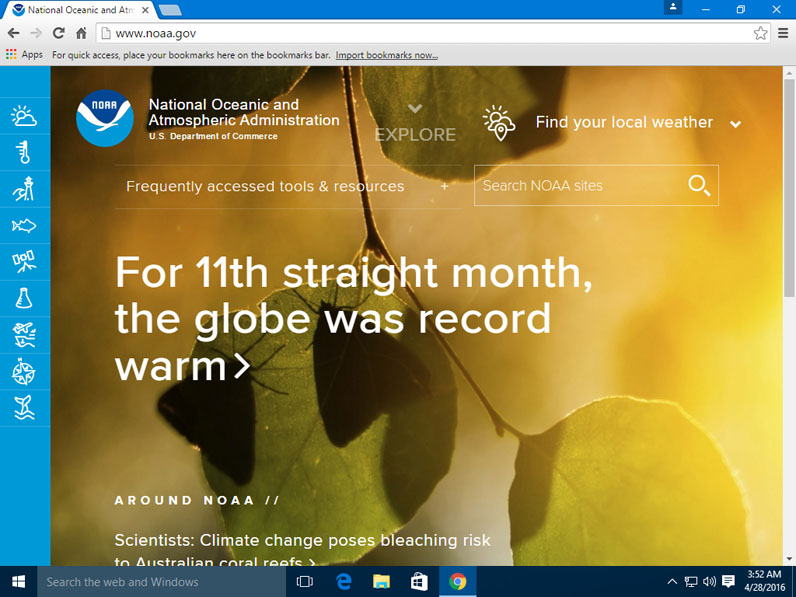 National Oceanic and Atm
www.noaa.gov
Apps For quick access, place your bookmarks here on the bookmarks bar. Import bookmarks now...
NOAA
National Oceanic and
Atmospheric Administration
U.S. Department of Commerce
EXPLORE
Find your local weather
Frequently accessed tools & resources +
Search NOAA sites
For 11th straight month,
the globe was record
warm >
AROUND NOAA //
Scientists: Climate change poses bleaching risk
to Australian coral reefs >
Search the web and Windows
3:52 AM
4/28/2016